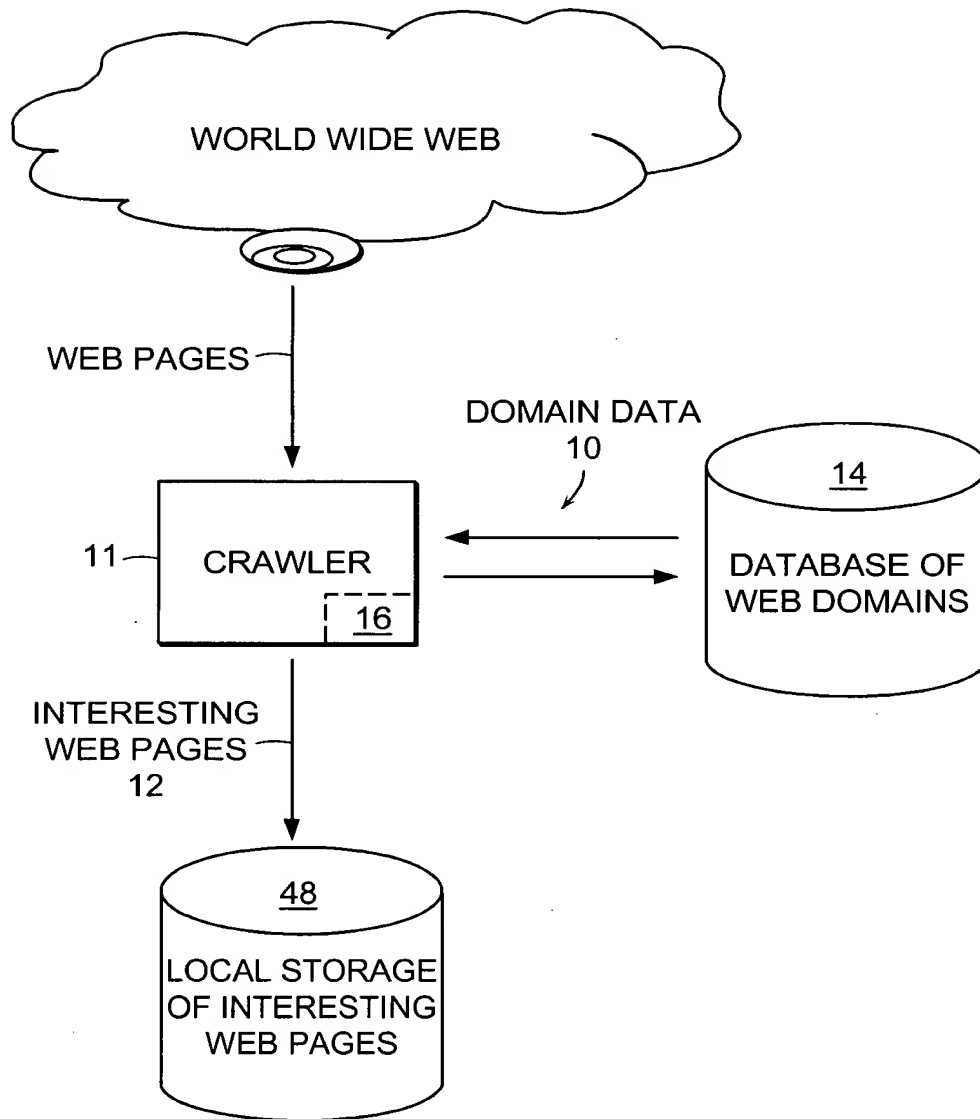 WORLD WIDE WEB
WEB PAGES
DOMAIN DATA
10
14
DATABASE OF
WEB DOMAINS
11
CRAWLER
16
INTERESTING
WEB PAGES
12
48
LOCAL STORAGE
OF INTERESTING
WEB PAGES